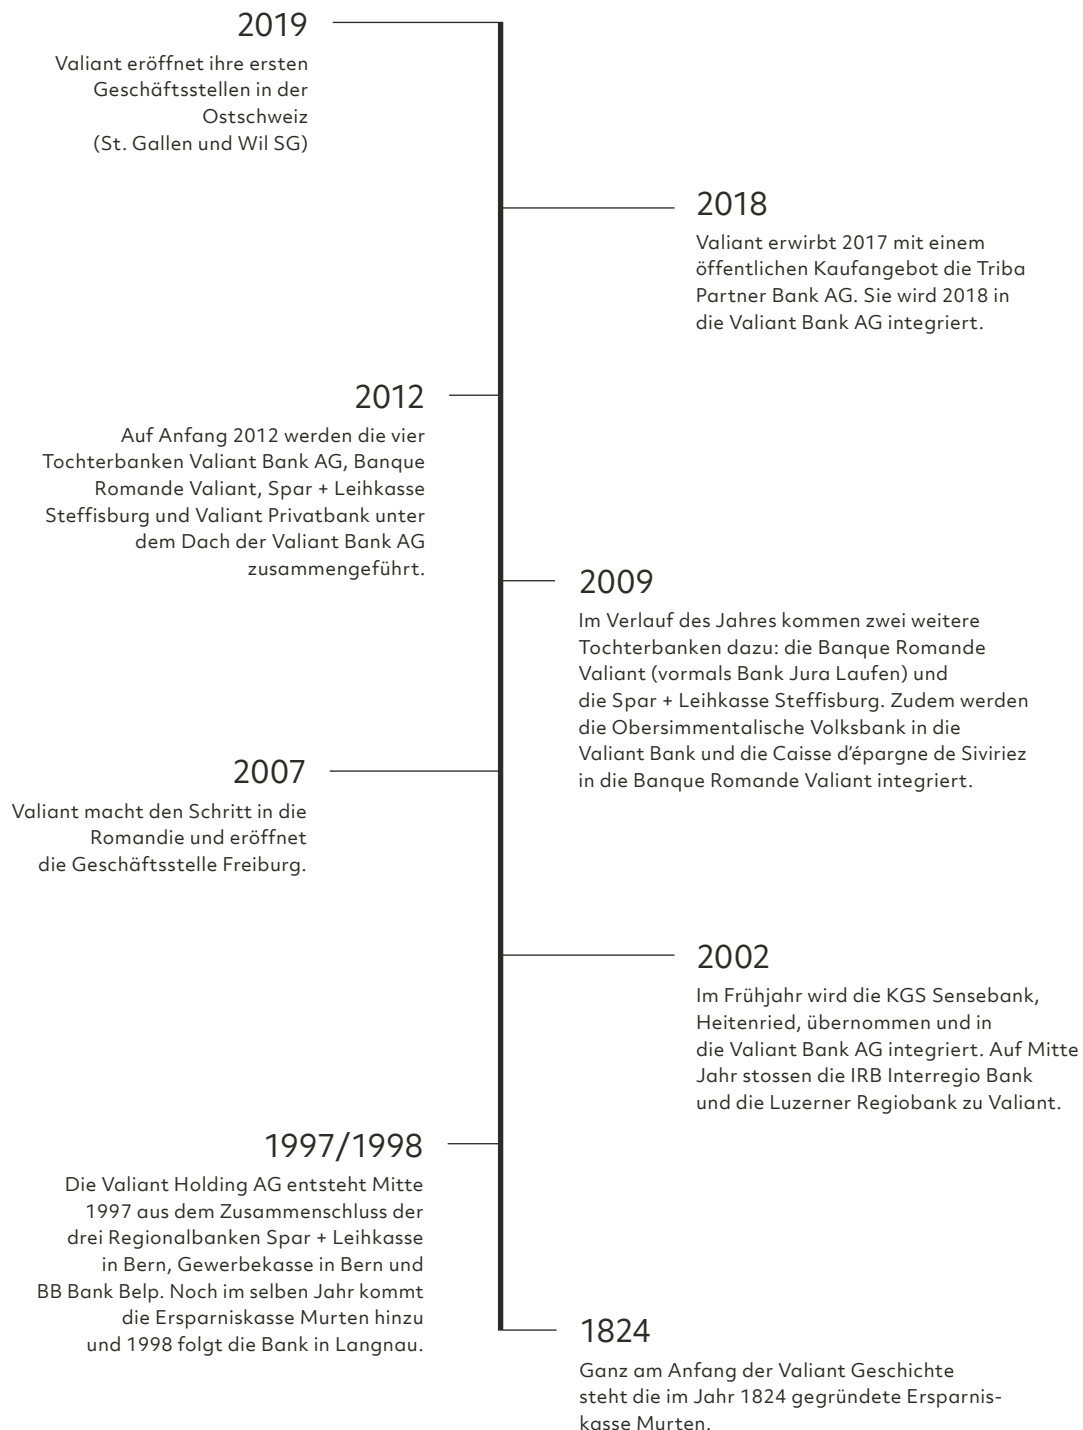 2019
Valiant eröffnet ihre ersten
Geschäftsstellen in der
Ostschweiz
(St. Gallen und Wil SG)
2018
Valiant erwirbt 2017 mit einem
öffentlichen Kaufangebot die Triba
Partner Bank AG. Sie wird 2018 in
die Valiant Bank AG integriert.
2012
Auf Anfang 2012 werden die vier
Tochterbanken Valiant Bank AG, Banque
Romande Valiant, Spar + Leihkasse
Steffisburg und Valiant Privatbank unter
dem Dach der Valiant Bank AG
zusammengeführt.
2009
Im Verlauf des Jahres kommen zwei weitere
Tochterbanken dazu: die Banque Romande
Valiant (vormals Bank Jura Laufen) und
die Spar + Leihkasse Steffisburg. Zudem werden
die Obersimmentalische Volksbank in die
Valiant Bank und die Caisse d’épargne de Siviriez
in die Banque Romande Valiant integriert.
2007
Valiant macht den Schritt in die
Romandie und eröffnet
die Geschäftsstelle Freiburg.
2002
Im Frühjahr wird die KGS Sensebank,
Heitenried, übernommen und in
die Valiant Bank AG integriert. Auf Mitte
Jahr stossen die IRB Interregio Bank
und die Luzerner Regiobank zu Valiant.
1997/1998
Die Valiant Holding AG entsteht Mitte
1997 aus dem Zusammenschluss der
drei Regionalbanken Spar + Leihkasse
in Bern, Gewerbekasse in Bern und
BB Bank Belp. Noch im selben Jahr kommt
die Ersparniskasse Murten hinzu
und 1998 folgt die Bank in Langnau.
1824
Ganz am Anfang der Valiant Geschichte
steht die im Jahr 1824 gegründete Ersparnis-
kasse Murten.